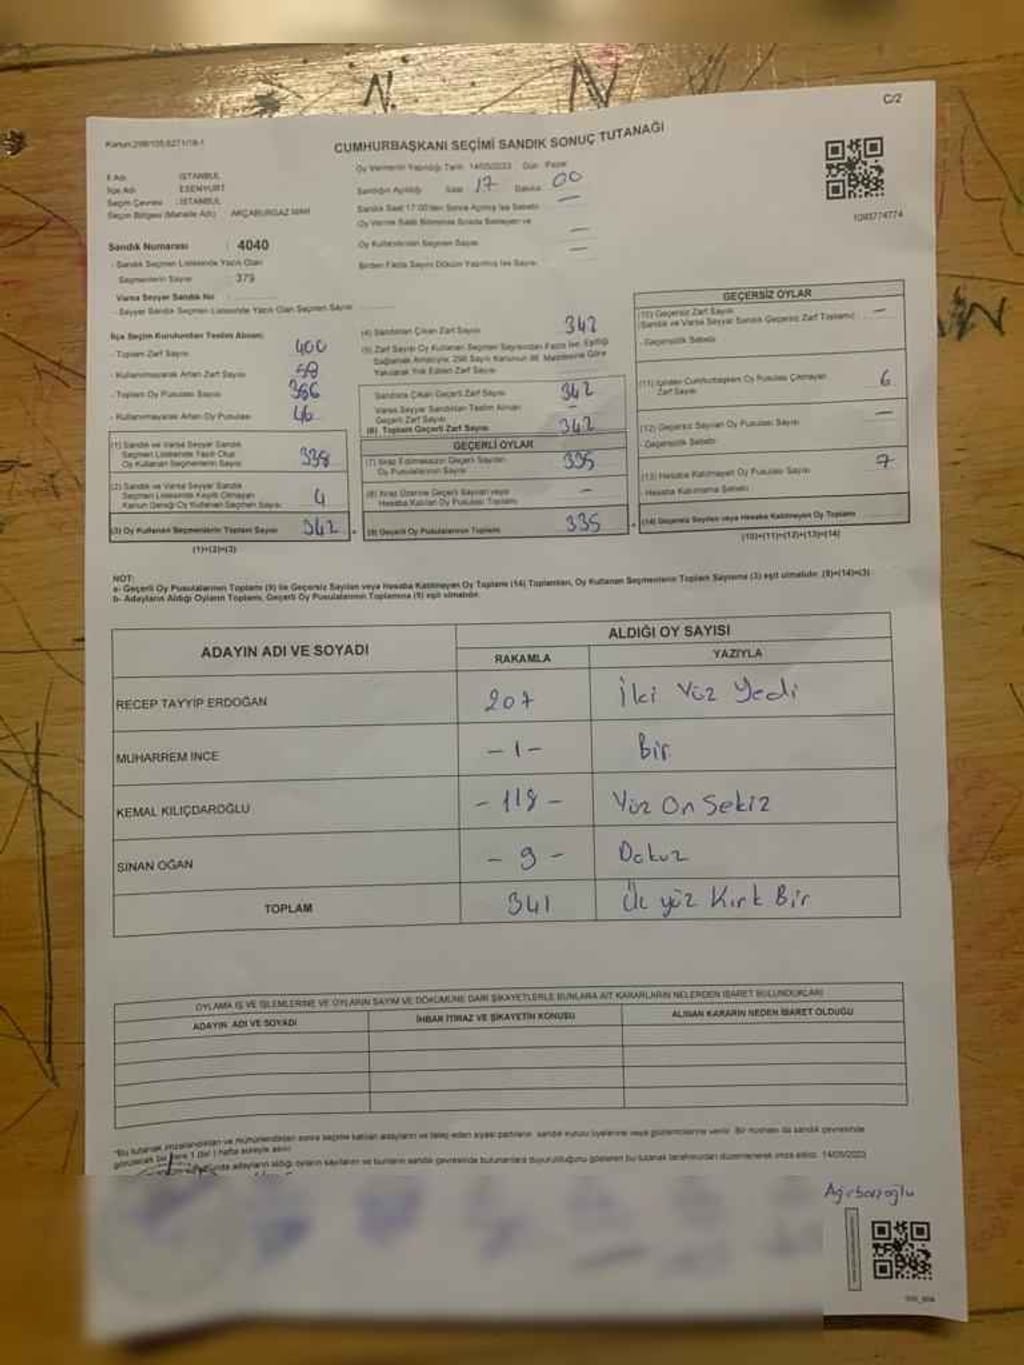 C/2
Kanun:298/105,6271/18-1
CUMHURBAŞKANI SEÇİMİ SANDIK SONUÇ TUTANAĞI
İl Adı : İSTANBUL
İlçe Adı : ESENYURT
Seçim Çevresi : İSTANBUL
Seçim Bölgesi (Mahalle Adı) : AKÇABURGAZ MAH.
Oy Vermenin Yapıldığı Tarih: 14/05/2023 Gün: Pazar
Sandığın Açıldığı Saat 17 Dakika 00
Sandık Saat 17:00'den Sonra Açılmış İse Sebebi —
Oy Verme Saati Bitiminde Sırada Bekleyen ve
Oy Kullandırılan Seçmen Sayısı —
Birden Fazla Sayım Döküm Yapılmış İse Sayısı —
1093774774
Sandık Numarası : 4040
- Sandık Seçmen Listesinde Yazılı Olan
Seçmenlerin Sayısı : 379
Varsa Seyyar Sandık No :
- Seyyar Sandık Seçmen Listesinde Yazılı Olan Seçmen Sayısı
İlçe Seçim Kurulundan Teslim Alınan:
- Toplam Zarf Sayısı 400
- Kullanılmayarak Artan Zarf Sayısı
- Toplam Oy Pusulası Sayısı
- Kullanılmayarak Artan Oy Pusulası 46
(1) Sandık ve Varsa Seyyar Sandık
Seçmen Listesinde Yazılı Olup
Oy Kullanan Seçmenlerin Sayısı 338
(2) Sandık ve Varsa Seyyar Sandık
Seçmen Listesinde Kayıtlı Olmayan
Kanun Gereği Oy Kullanan Seçmen Sayısı 4
(3) Oy Kullanan Seçmenlerin Toplam Sayısı 342
(1)+(2)=(3)
(4) Sandıktan Çıkan Zarf Sayısı 342
(5) Zarf Sayısı Oy Kullanan Seçmen Sayısından Fazla İse, Eşitliği
Sağlamak Amacıyla; 298 Sayılı Kanunun 98. Maddesine Göre
Yakılarak Yok Edilen Zarf Sayısı
Sandıkta Çıkan Geçerli Zarf Sayısı 342
Varsa Seyyar Sandıktan Teslim Alınan
Geçerli Zarf Sayısı —
(6) Toplam Geçerli Zarf Sayısı 342
GEÇERLİ OYLAR
(7) İtiraz Edilmeksizin Geçerli Sayılan
Oy Pusulalarının Sayısı 335
(8) İtiraz Üzerine Geçerli Sayılan veya
Hesaba Katılan Oy Pusulası Toplamı —
(9) Geçerli Oy Pusulalarının Toplamı 335
GEÇERSİZ OYLAR
(10) Geçersiz Zarf Sayısı
(Sandık ve Varsa Seyyar Sandık Geçersiz Zarf Toplamı) —
- Geçersizlik Sebebi
(11) İçinden Cumhurbaşkanı Oy Pusulası Çıkmayan
Zarf Sayısı 6
(12) Geçersiz Sayılan Oy Pusulası Sayısı —
- Geçersizlik Sebebi
(13) Hesaba Katılmayan Oy Pusulası Sayısı 7
- Hesaba Katılmama Sebebi
(14) Geçersiz Sayılan veya Hesaba Katılmayan Oy Toplamı
(10)+(11)+(12)+(13)=(14)
NOT:
a- Geçerli Oy Pusulalarının Toplamı (9) ile Geçersiz Sayılan veya Hesaba Katılmayan Oy Toplamı (14) Toplamları, Oy Kullanan Seçmenlerin Toplam Sayısına (3) eşit olmalıdır. (9)+(14)=(3)
b- Adayların Aldığı Oyların Toplamı, Geçerli Oy Pusulalarının Toplamına (9) eşit olmalıdır.
ADAYIN ADI VE SOYADI
ALDIĞI OY SAYISI
RAKAMLA YAZIYLA
RECEP TAYYİP ERDOĞAN 207 İki Yüz Yedi
MUHARREM İNCE -1- Bir
KEMAL KILIÇDAROĞLU -118- Yüz On Sekiz
SİNAN OĞAN -9- Dokuz
TOPLAM 341 Üç yüz Kırk Bir
OYLAMA İŞ VE İŞLEMLERİNE VE OYLARIN SAYIM VE DÖKÜMÜNE DAİR ŞİKAYETLERLE BUNLARA AİT KARARLARIN NELERDEN İBARET BULUNDUKLARI
ADAYIN ADI VE SOYADI İHBAR İTİRAZ VE ŞİKAYETİN KONUSU ALINAN KARARIN NEDEN İBARET OLDUĞU